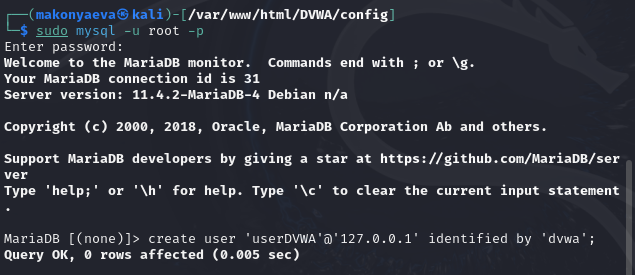 ┌──(makonyaeva㉿kali)-[/var/www/html/DVWA/config]
└─$ sudo mysql -u root -p
Enter password:
Welcome to the MariaDB monitor.  Commands end with ; or \g.
Your MariaDB connection id is 31
Server version: 11.4.2-MariaDB-4 Debian n/a

Copyright (c) 2000, 2018, Oracle, MariaDB Corporation Ab and others.

Support MariaDB developers by giving a star at https://github.com/MariaDB/ser
ver
Type 'help;' or '\h' for help. Type '\c' to clear the current input statement
.

MariaDB [(none)]> create user 'userDVWA'@'127.0.0.1' identified by 'dvwa';
Query OK, 0 rows affected (0.005 sec)